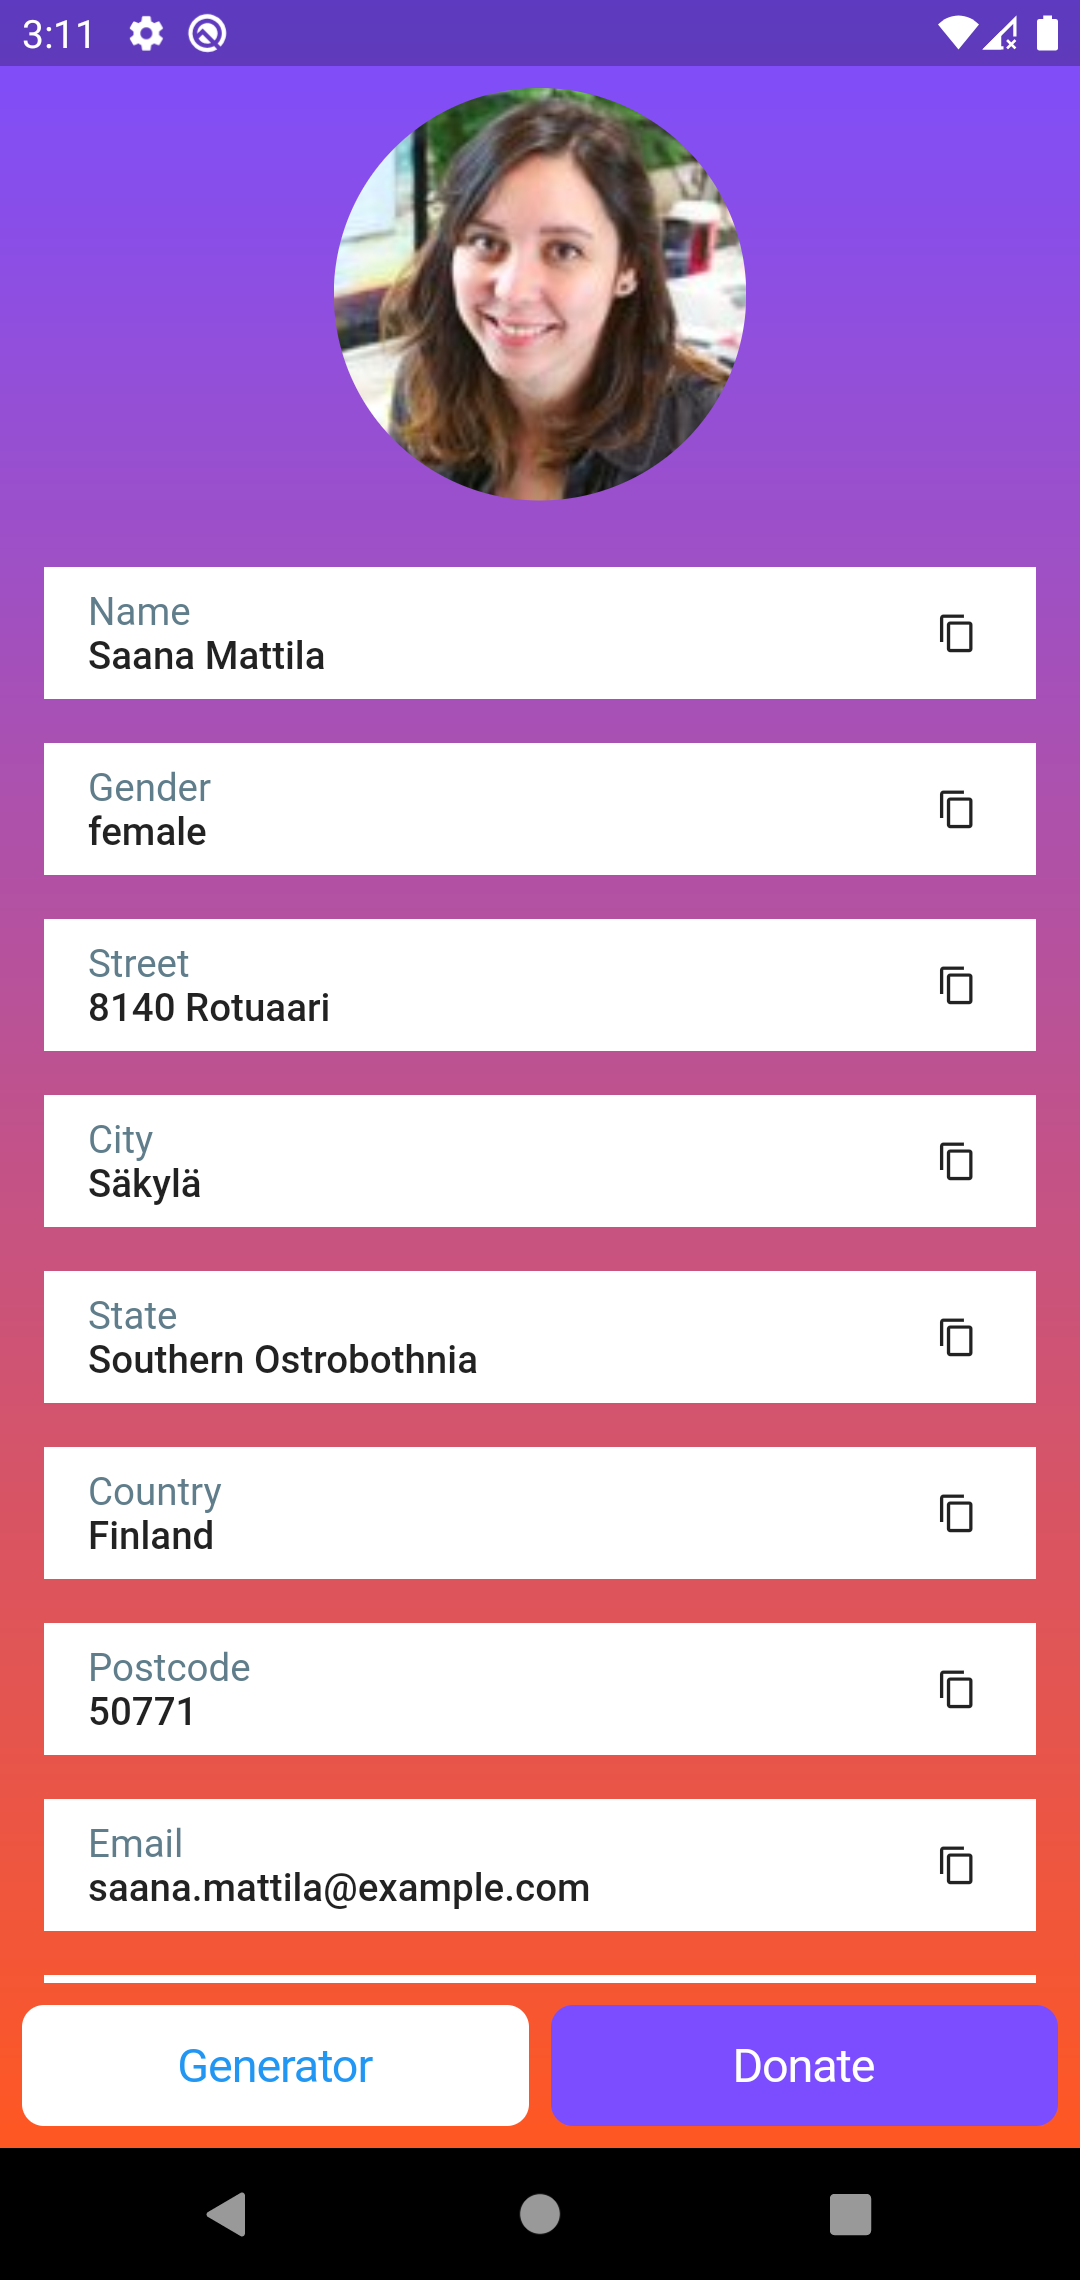 3:11
Name
Saana Mattila
Gender
female
Street
8140 Rotuaari
City
Säkylä
State
Southern Ostrobothnia
Country
Finland
Postcode
50771
Email
saana.mattila@example.com
Generator
Donate